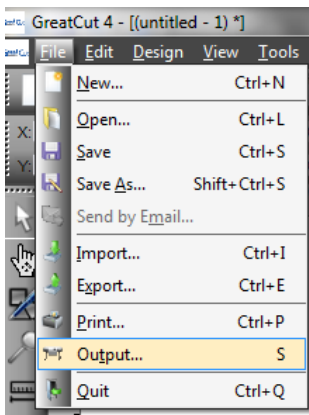 GreatCut 4 - [(untitled - 1) *]
File Edit Design View Tools
New... Ctrl+N
Open... Ctrl+L
X:
Save Ctrl+S
Y:
Save As... Shift+Ctrl+S
Send by Email...
Import... Ctrl+I
Export... Ctrl+E
Print... Ctrl+P
Output... S
Quit Ctrl+Q